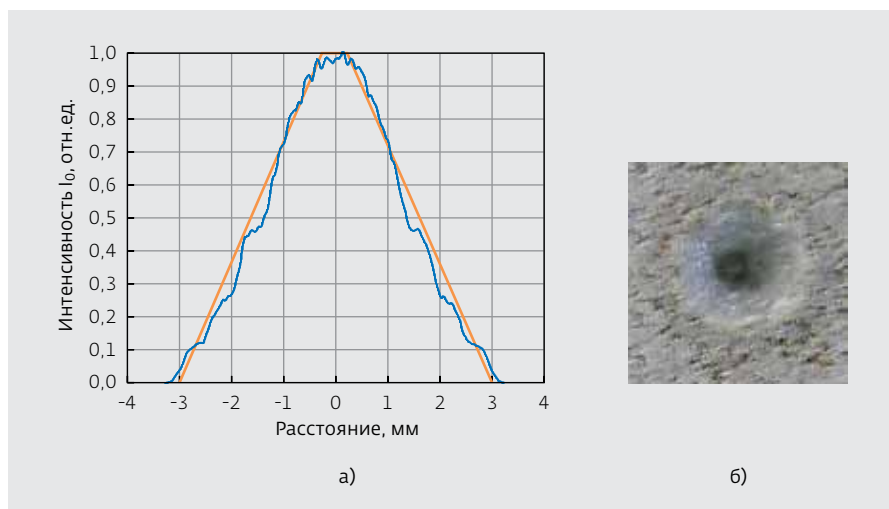 Интенсивность I₀, отн.ед.
1,0
0,9
0,8
0,7
0,6
0,5
0,4
0,3
0,2
0,1
0,0
-4 -3 -2 -1 0 1 2 3 4
Расстояние, мм
а) б)